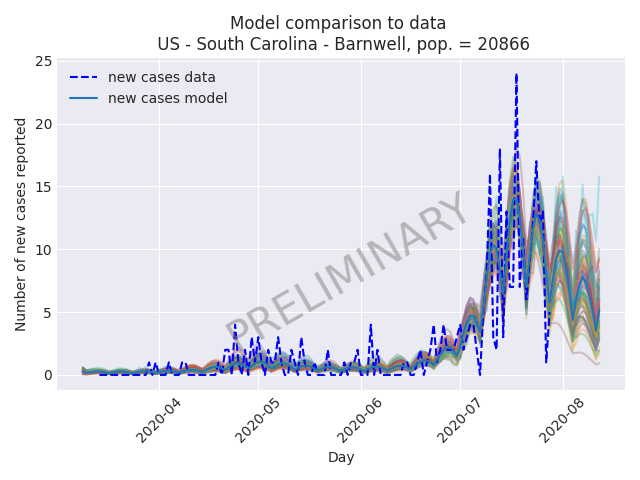 Model comparison to data
US - South Carolina - Barnwell, pop. = 20866
new cases data
new cases model
PRELIMINARY
Number of new cases reported
25
20
15
10
5
0
2020-04
2020-05
2020-06
2020-07
2020-08
Day